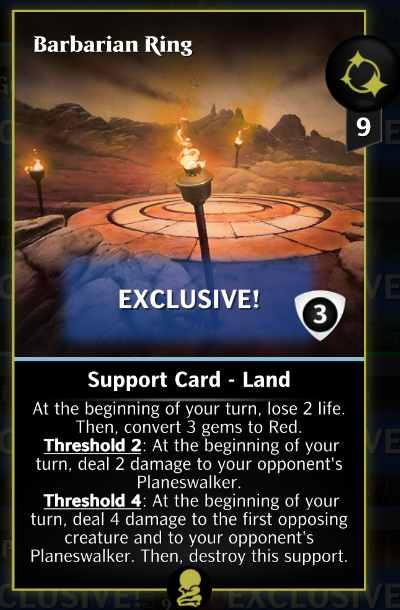 Barbarian Ring
9
EXCLUSIVE!
3
Support Card - Land
At the beginning of your turn, lose 2 life.
Then, convert 3 gems to Red.
Threshold 2: At the beginning of your
turn, deal 2 damage to your opponent's
Planeswalker.
Threshold 4: At the beginning of your
turn, deal 4 damage to the first opposing
creature and to your opponent's
Planeswalker. Then, destroy this support.